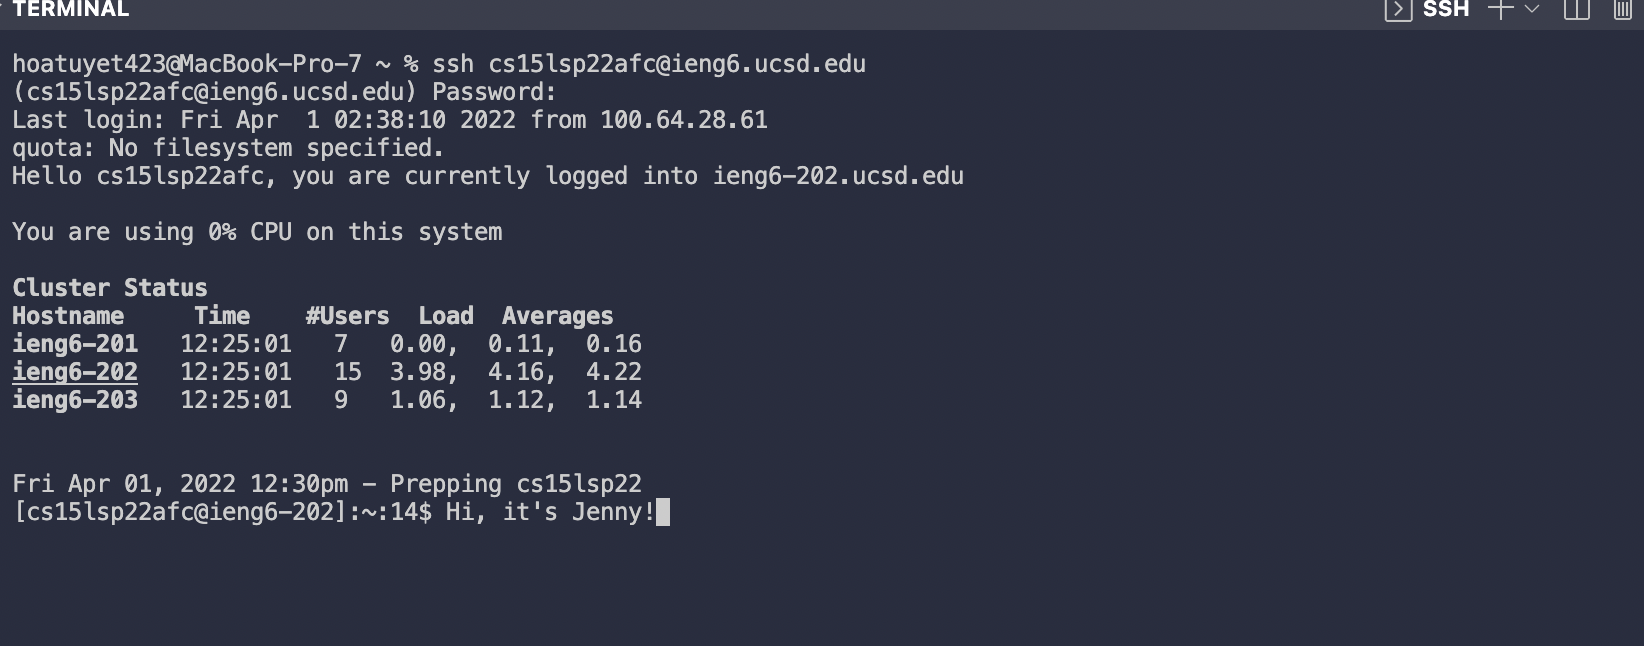 TERMINAL
SSH
hoatuyet423@MacBook-Pro-7 ~ % ssh cs15lsp22afc@ieng6.ucsd.edu
(cs15lsp22afc@ieng6.ucsd.edu) Password:
Last login: Fri Apr  1 02:38:10 2022 from 100.64.28.61
quota: No filesystem specified.
Hello cs15lsp22afc, you are currently logged into ieng6-202.ucsd.edu
You are using 0% CPU on this system
Cluster Status
Hostname     Time    #Users  Load  Averages
ieng6-201   12:25:01   7   0.00,  0.11,  0.16
ieng6-202   12:25:01   15  3.98,  4.16,  4.22
ieng6-203   12:25:01   9   1.06,  1.12,  1.14
Fri Apr 01, 2022 12:30pm - Prepping cs15lsp22
[cs15lsp22afc@ieng6-202]:~:14$ Hi, it's Jenny!